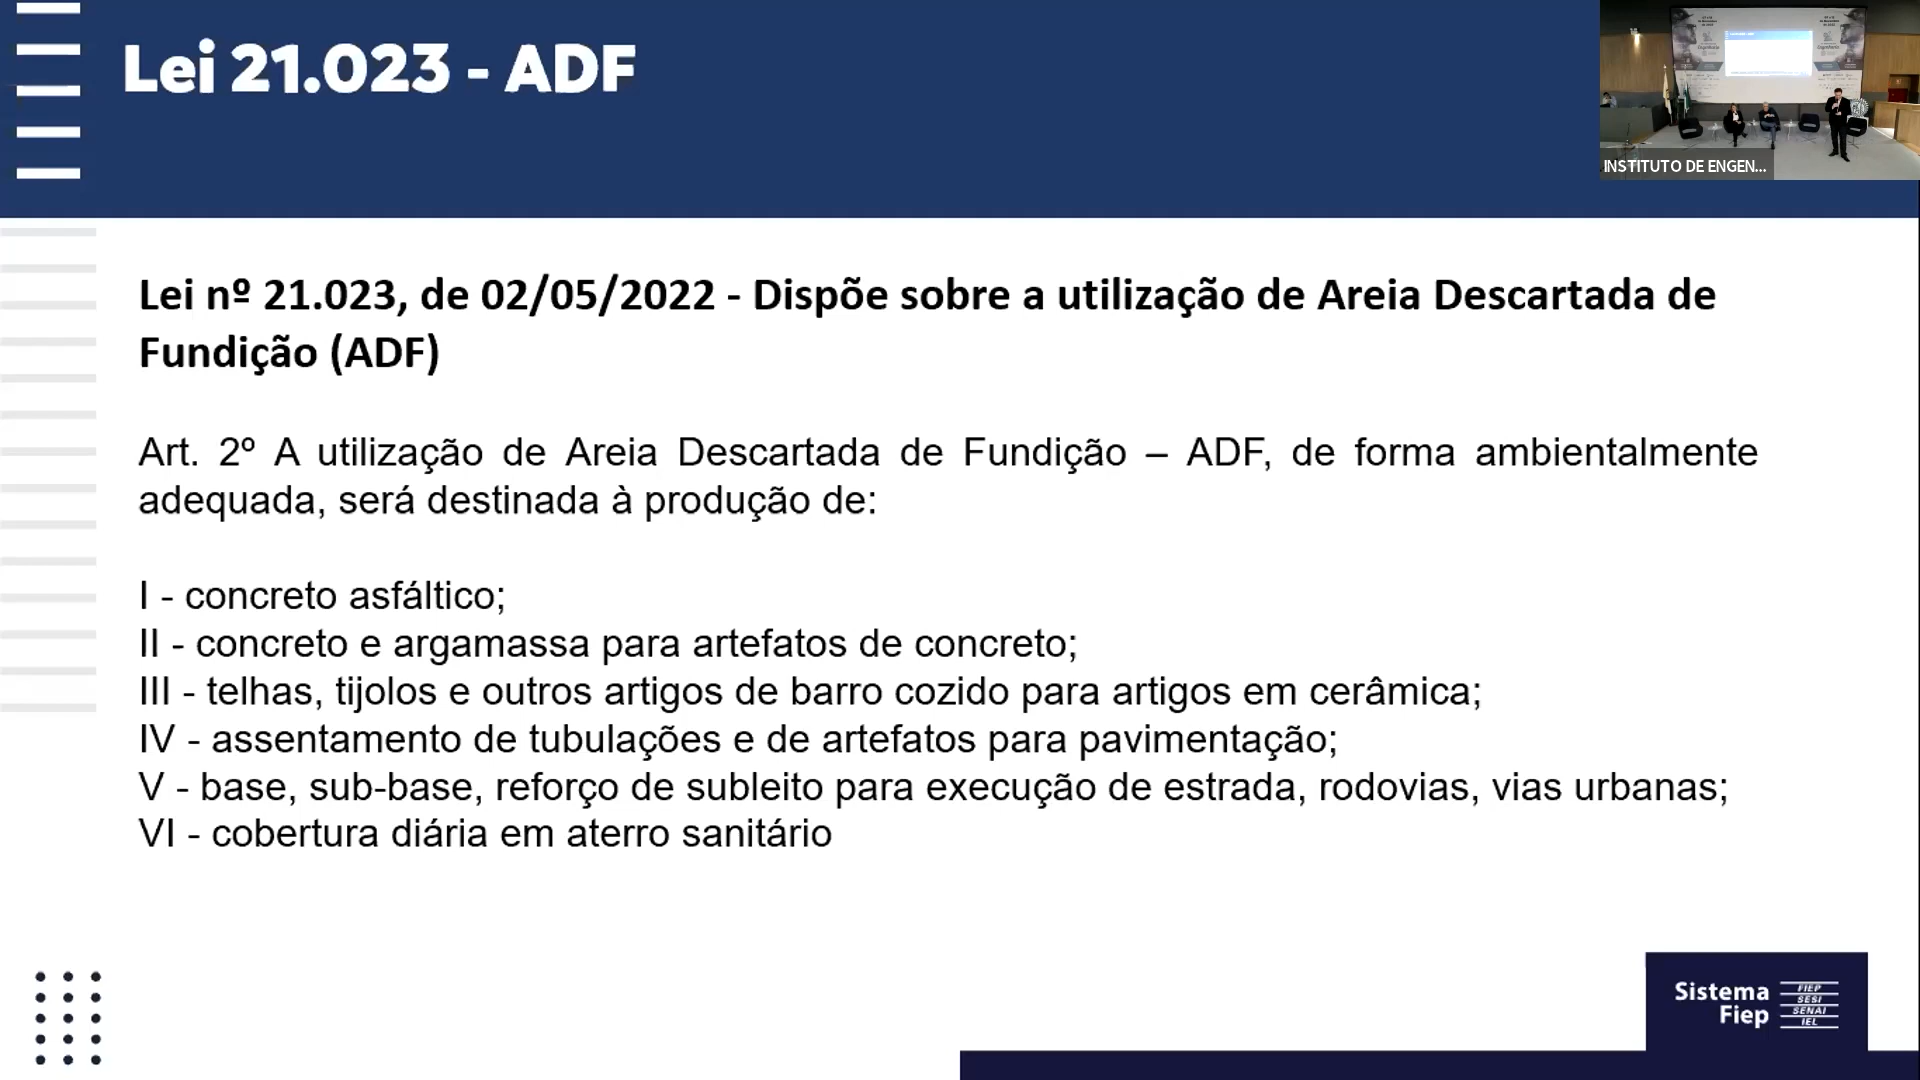 Lei 21.023 - ADF
INSTITUTO DE ENGEN...
Lei nº 21.023, de 02/05/2022 - Dispõe sobre a utilização de Areia Descartada de
Fundição (ADF)
Art. 2º A utilização de Areia Descartada de Fundição – ADF, de forma ambientalmente
adequada, será destinada à produção de:
I - concreto asfáltico;
II - concreto e argamassa para artefatos de concreto;
III - telhas, tijolos e outros artigos de barro cozido para artigos em cerâmica;
IV - assentamento de tubulações e de artefatos para pavimentação;
V - base, sub-base, reforço de subleito para execução de estrada, rodovias, vias urbanas;
VI - cobertura diária em aterro sanitário
Sistema
Fiep
FIEP
SESI
SENAI
IEL